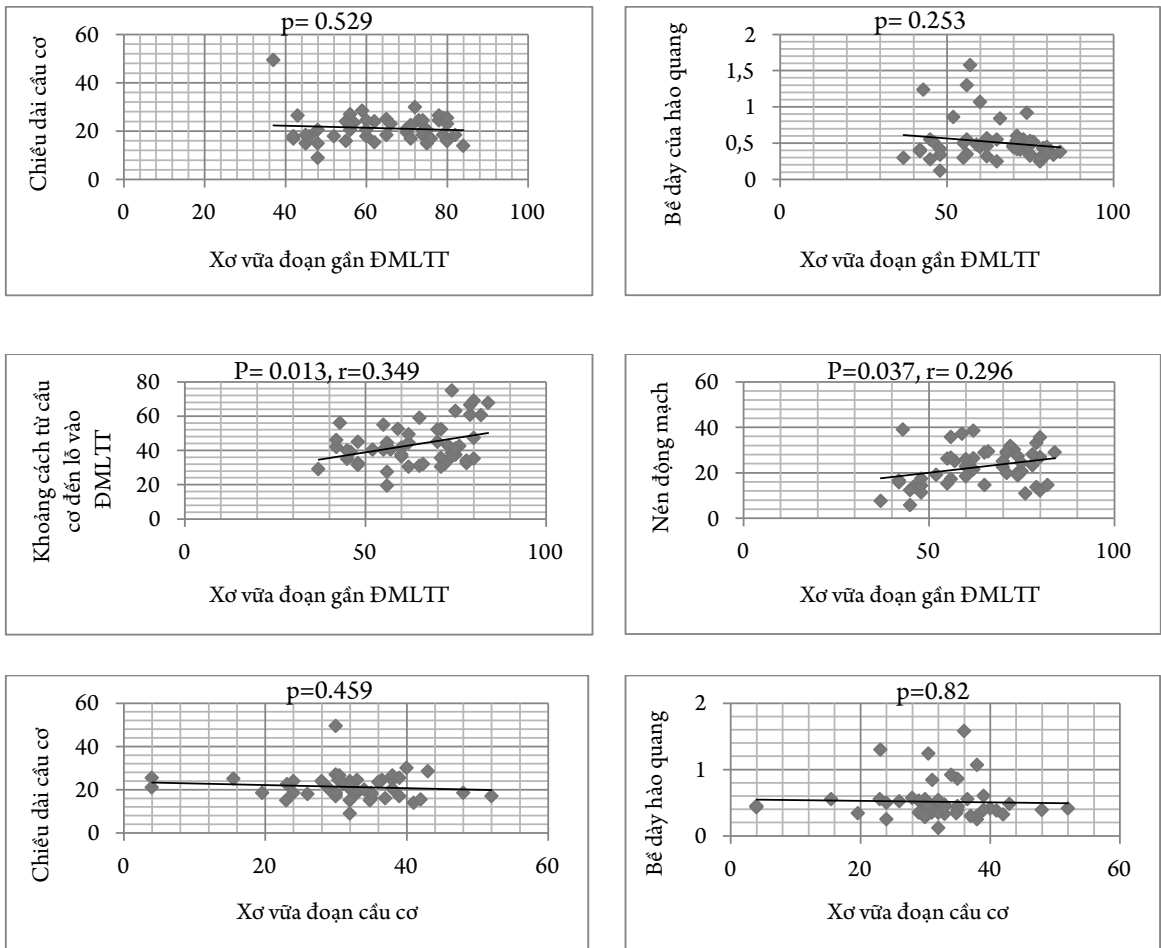 p= 0.529
Chiều dài cầu cơ
60
40
20
0
0 20 40 60 80 100
Xơ vữa đoạn gần ĐMLTT
p= 0.253
Bề dày của hào quang
2
1,5
1
0,5
0
0 50 100
Xơ vữa đoạn gần ĐMLTT
P= 0.013, r=0.349
Khoảng cách từ cầu
cơ đến lỗ vào
ĐMLTT
80
60
40
20
0
0 50 100
Xơ vữa đoạn gần ĐMLTT
P=0.037, r= 0.296
Nén động mạch
60
40
20
0
0 50 100
Xơ vữa đoạn gần ĐMLTT
p=0.459
Chiều dài cầu cơ
60
40
20
0
0 20 40 60
Xơ vữa đoạn cầu cơ
p=0.82
Bề dày hào quang
2
1
0
0 20 40 60
Xơ vữa đoạn cầu cơ